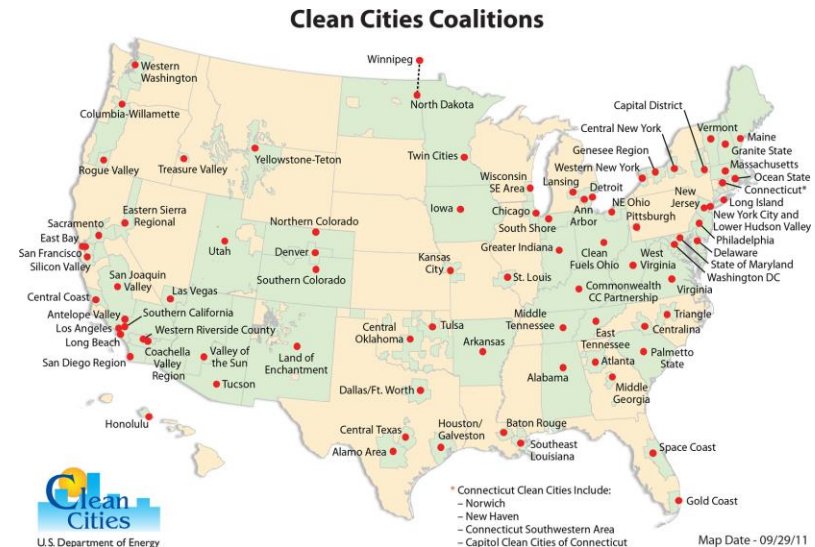 Clean Cities Coalitions
Winnipeg
Western
Washington
North Dakota
Columbia-Willamette
Capital District
Central New York
Vermont
Maine
Genesee Region
Granite State
Twin Cities
Western New York
Massachusetts
Rogue Valley
Treasure Valley
Yellowstone-Teton
Wisconsin
SE Area
Lansing
Detroit
Ocean State
Connecticut*
Eastern Sierra
Regional
Iowa
Chicago
Ann
Arbor
NE Ohio
New
Jersey
Long Island
Sacramento
Northern Colorado
South Shore
Pittsburgh
New York City and
Lower Hudson Valley
East Bay
Utah
Greater Indiana
Philadelphia
San Francisco
Denver
Kansas
City
Clean
Fuels Ohio
West
Virginia
Delaware
Silicon Valley
State of Maryland
San Joaquin
Valley
Southern Colorado
St. Louis
Washington DC
Commonwealth
CC Partnership
Virginia
Central Coast
Las Vegas
Antelope Valley
Southern California
Middle
Tennessee
Triangle
Los Angeles
Western Riverside County
Central
Oklahoma
Tulsa
East
Tennessee
Centralina
Long Beach
Arkansas
San Diego Region
Coachella
Valley
Region
Valley of
the Sun
Land of
Enchantment
Atlanta
Palmetto
State
Tucson
Alabama
Dallas/Ft. Worth
Middle
Georgia
Honolulu
Central Texas
Houston/
Galveston
Baton Rouge
Alamo Area
Southeast
Louisiana
Space Coast
Gold Coast
* Connecticut Clean Cities Include:
– Norwich
– New Haven
– Connecticut Southwestern Area
– Capitol Clean Cities of Connecticut
Clean
Cities
U.S. Department of Energy
Map Date - 09/29/11